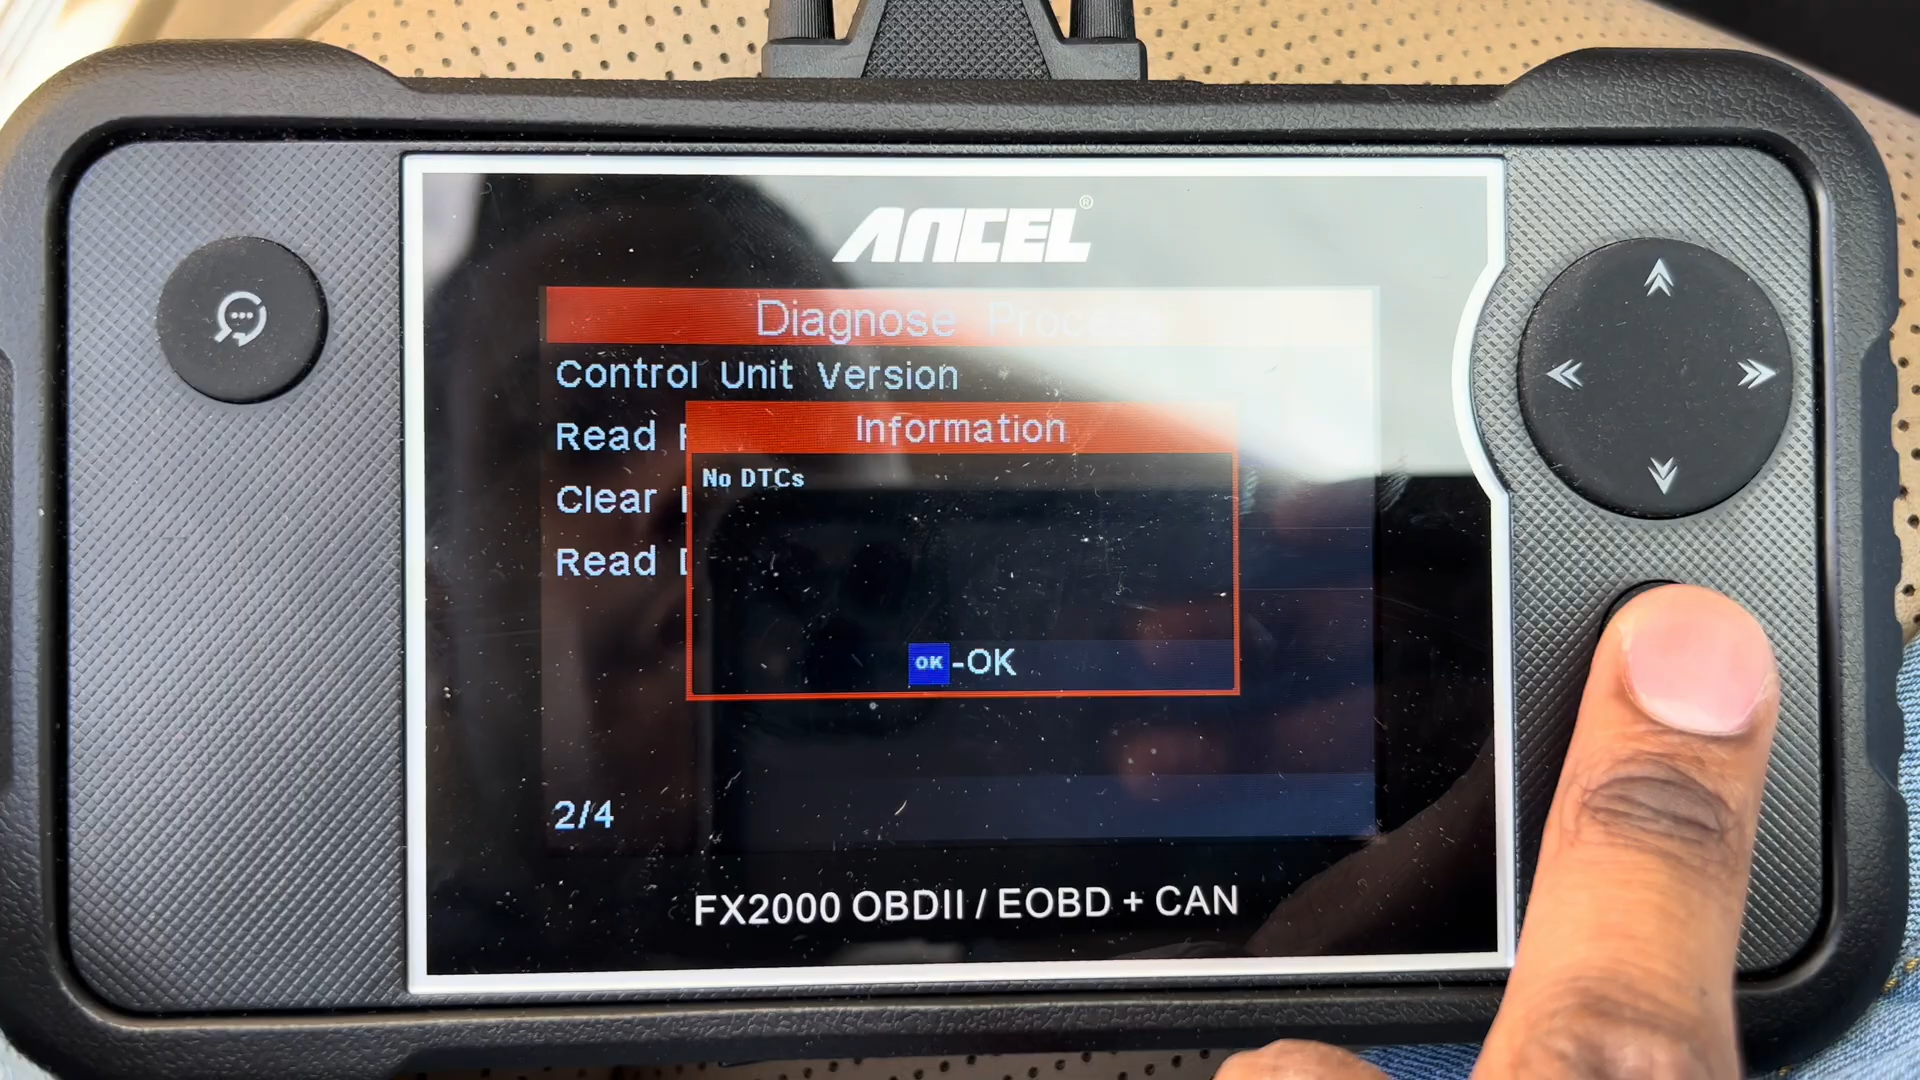 ANCEL®
Diagnose Process
Control Unit Version
Read
Information
No DTCs
Clear
Read
OK-OK
2/4
FX2000 OBDII / EOBD + CAN